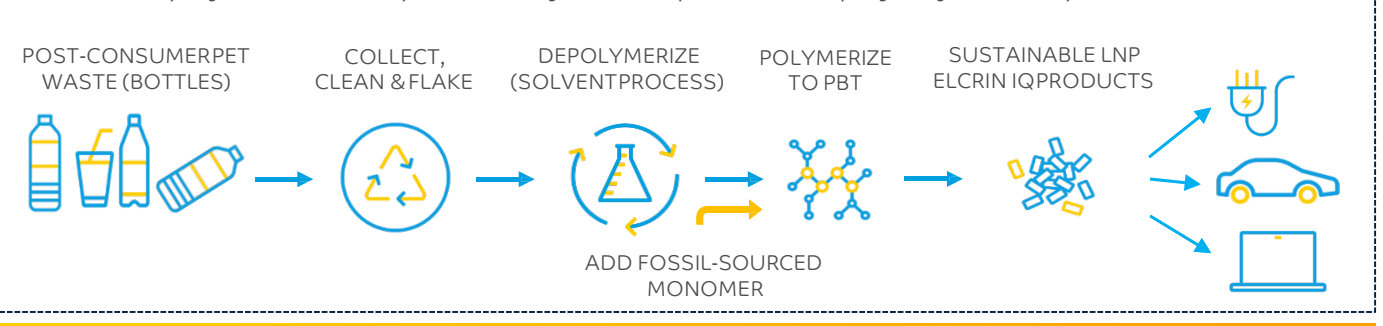 POST-CONSUMERPET
WASTE (BOTTLES)
COLLECT,
CLEAN & FLAKE
DEPOLYMERIZE
(SOLVENTPROCESS)
POLYMERIZE
TO PBT
SUSTAINABLE LNP
ELCRIN IQPRODUCTS
ADD FOSSIL-SOURCED
MONOMER